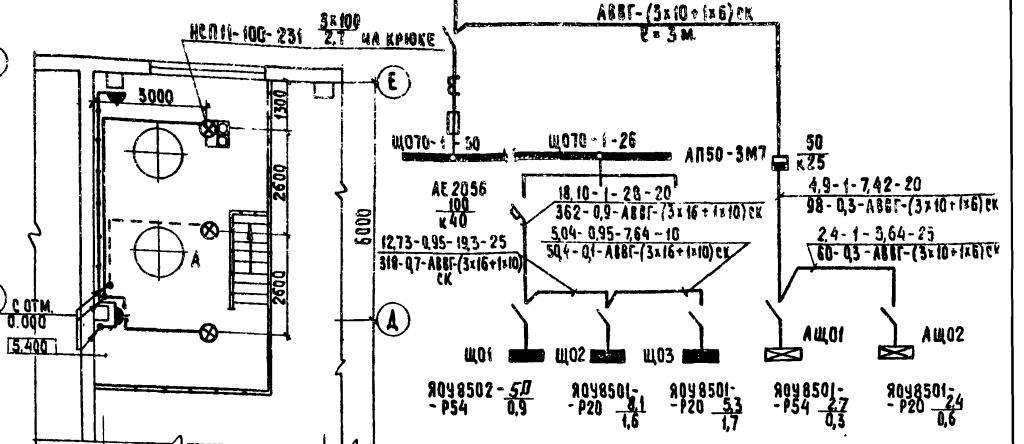 НСП11-100-231 3х100/2,7 НА КРЮКЕ
3000
Е
1300
2600
2600
6000
А
Д
С ОТМ.
0.000
5.400
АВВГ-(3х10+1х6)СК
ℓ=3м.
ЩО70-1-30
ЩО70-1-26
АП50-3М7 50/к25
АЕ2056
100/к40
18,10-1-28-20
362-0,9-АВВГ-(3х16+1х10)СК
5,04-0,95-7,64-10
50,4-0,1-АВВГ-(3х16+1х10)СК
12,73-0,95-19,3-25
318-0,7-АВВГ-(3х16+1х10)
СК
4,9-1-7,42-20
98-0,3-АВВГ-(3х10+1х6)СК
2,4-1-3,64-25
60-0,3-АВВГ-(3х10+1х6)СК
ЩО1
ЩО2
ЩО3
АЩО1
АЩО2
ЯОУ8502-
-Р54 5,0/0,9
ЯОУ8501-
-Р20 8,1/1,6
ЯОУ8501-
-Р20 5,3/1,7
ЯОУ8501-
-Р54 2,7/0,3
ЯОУ8501-
-Р20 2,4/0,6